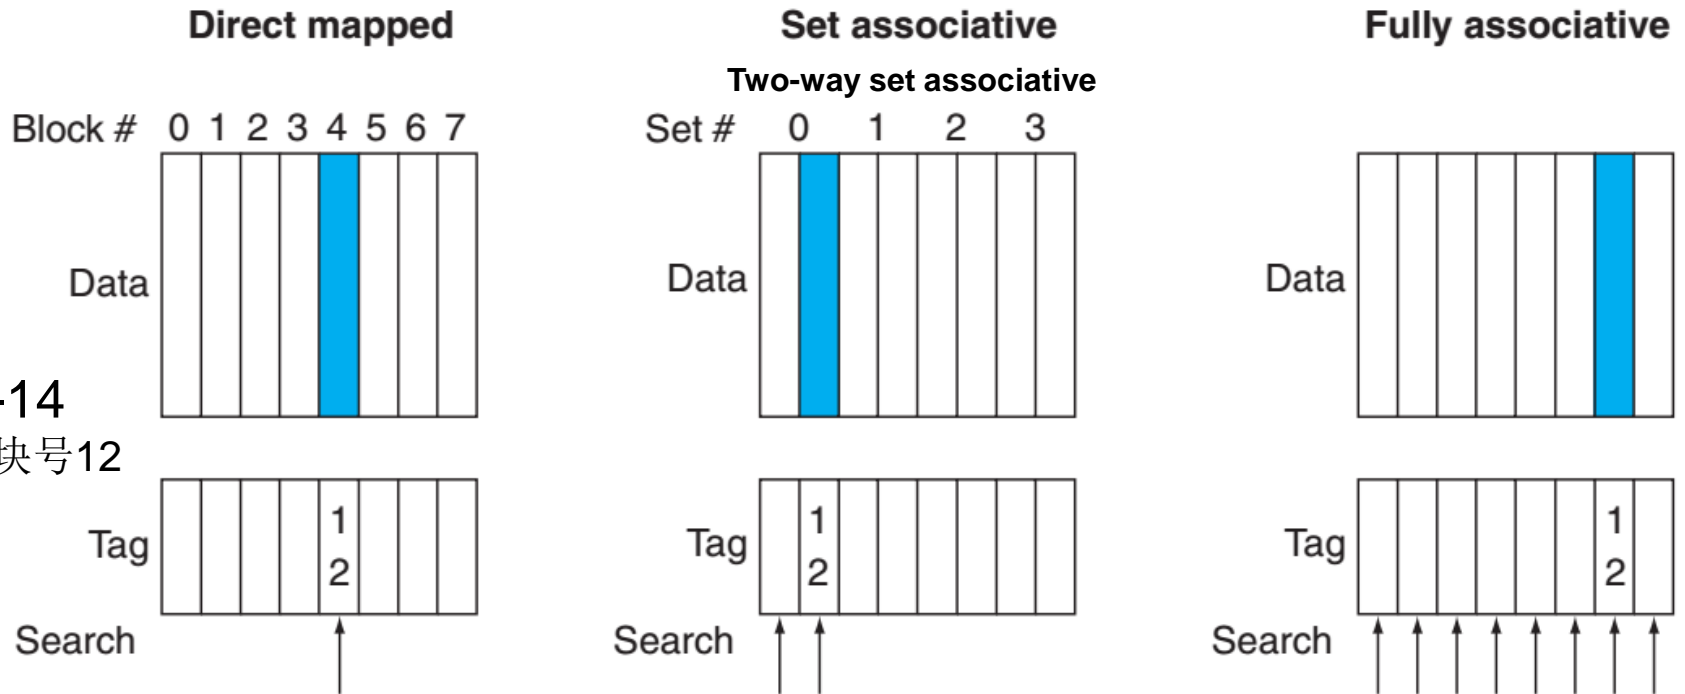 Direct mapped
Block # 0 1 2 3 4 5 6 7
Data
-14
块号12
Tag
1
2
Search
Set associative
Two-way set associative
Set # 0 1 2 3
Data
Tag
1
2
Search
Fully associative
Data
Tag
1
2
Search